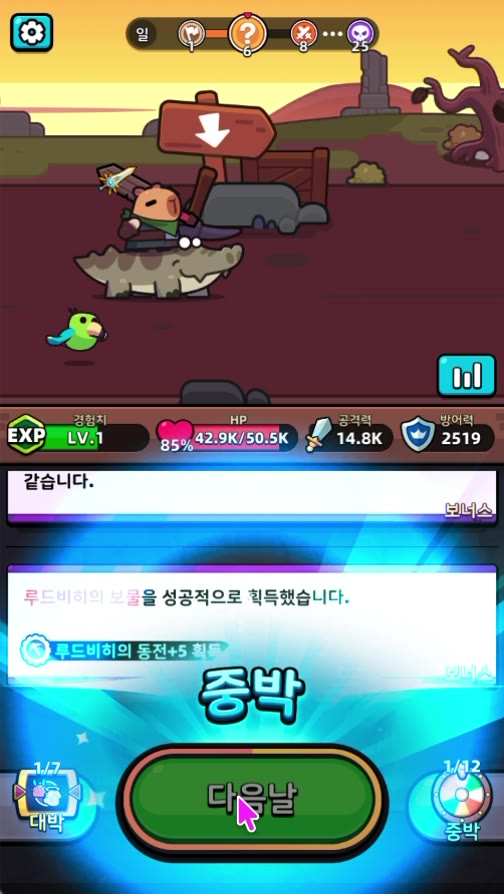 일
1
6
8
25
경험치
EXP LV.1
85%
HP
42.9K/50.5K
공격력
14.8K
방어력
2519
같습니다.
보너스
루드비히의 보물을 성공적으로 획득했습니다.
루드비히의 동전+5 획득
보너스
중박
1/7
대박
다음날
1/12
중박